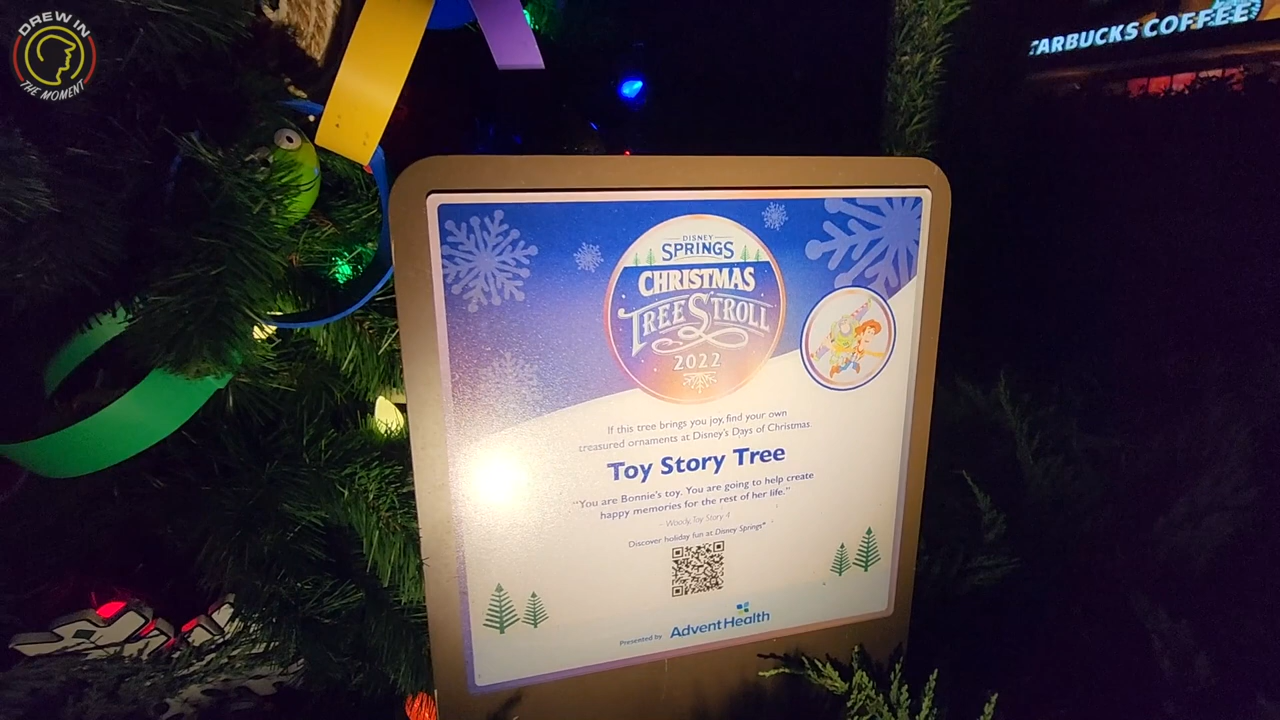 DREW IN
THE MOMENT
TARBUCKS COFFEE
DISNEY
SPRINGS
CHRISTMAS
TREE STROLL
2022
If this tree brings you joy, find your own
treasured ornaments at Disney's Days of Christmas.
Toy Story Tree
"You are Bonnie's toy. You are going to help create
happy memories for the rest of her life."
- Woody, Toy Story 4
Discover holiday fun at Disney Springs®
Presented by AdventHealth